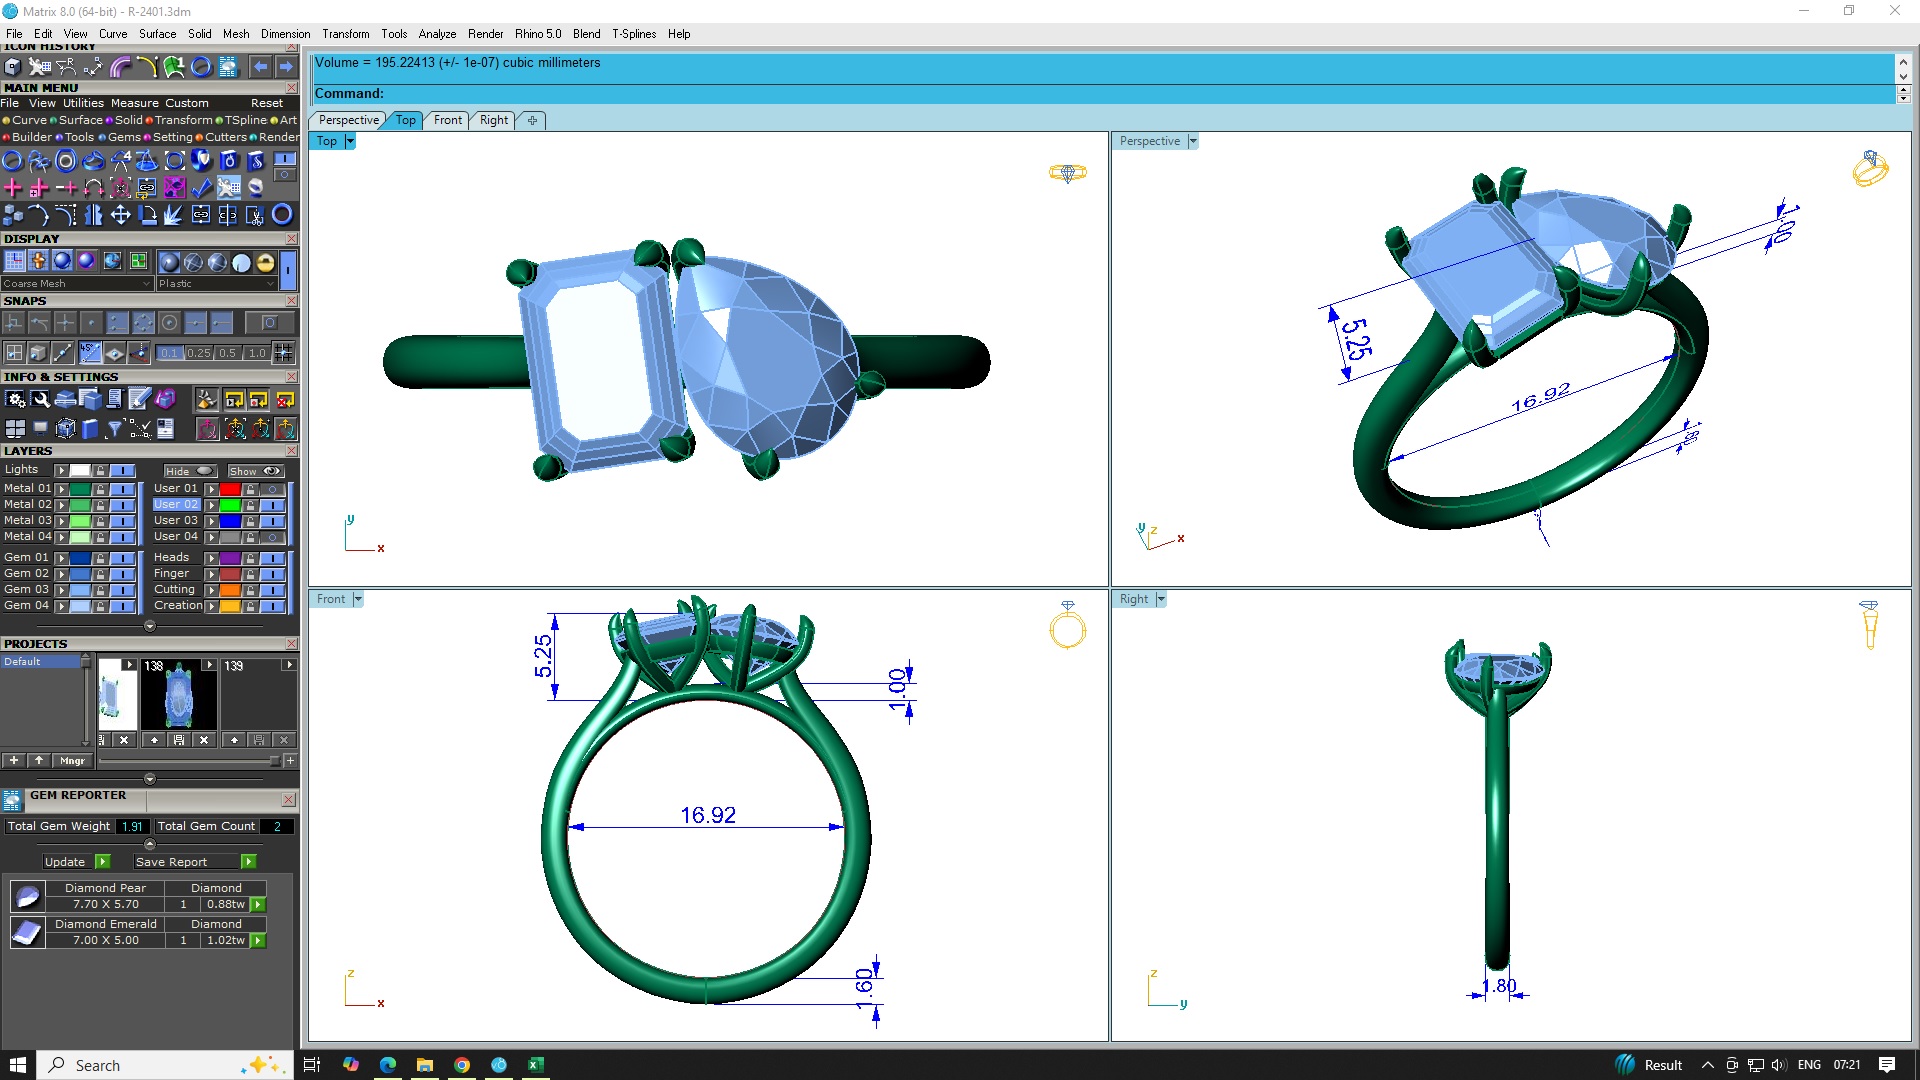 Matrix 8.0 (64-bit) - R-2401.3dm
File Edit View Curve Surface Solid Mesh Dimension Transform Tools Analyze Render Rhino 5.0 Blend T-Splines Help
ICON HISTORY
MAIN MENU
File View Utilities Measure Custom Reset
Curve Surface Solid Transform TSpline Art
Builder Tools Gems Setting Cutters Render
DISPLAY
Coarse Mesh Plastic
SNAPS
0.1 0.25 0.5 1.0
INFO & SETTINGS
LAYERS
Lights Hide Show
Metal 01 User 01
Metal 02 User 02
Metal 03 User 03
Metal 04 User 04
Gem 01 Heads
Gem 02 Finger
Gem 03 Cutting
Gem 04 Creation
PROJECTS
Default 138 139
Mngr
GEM REPORTER
Total Gem Weight 1.91 Total Gem Count 2
Update Save Report
Diamond Pear Diamond
7.70 X 5.70 1 0.88tw
Diamond Emerald Diamond
7.00 X 5.00 1 1.02tw
Volume = 195.22413 (+/- 1e-07) cubic millimeters
Command:
Perspective Top Front Right
Top
y
x
Perspective
1.00
5.25
16.92
y z x
Front
5.25
1.00
16.92
1.60
z
x
Right
1.80
z
y
Search
Result ENG 07:21